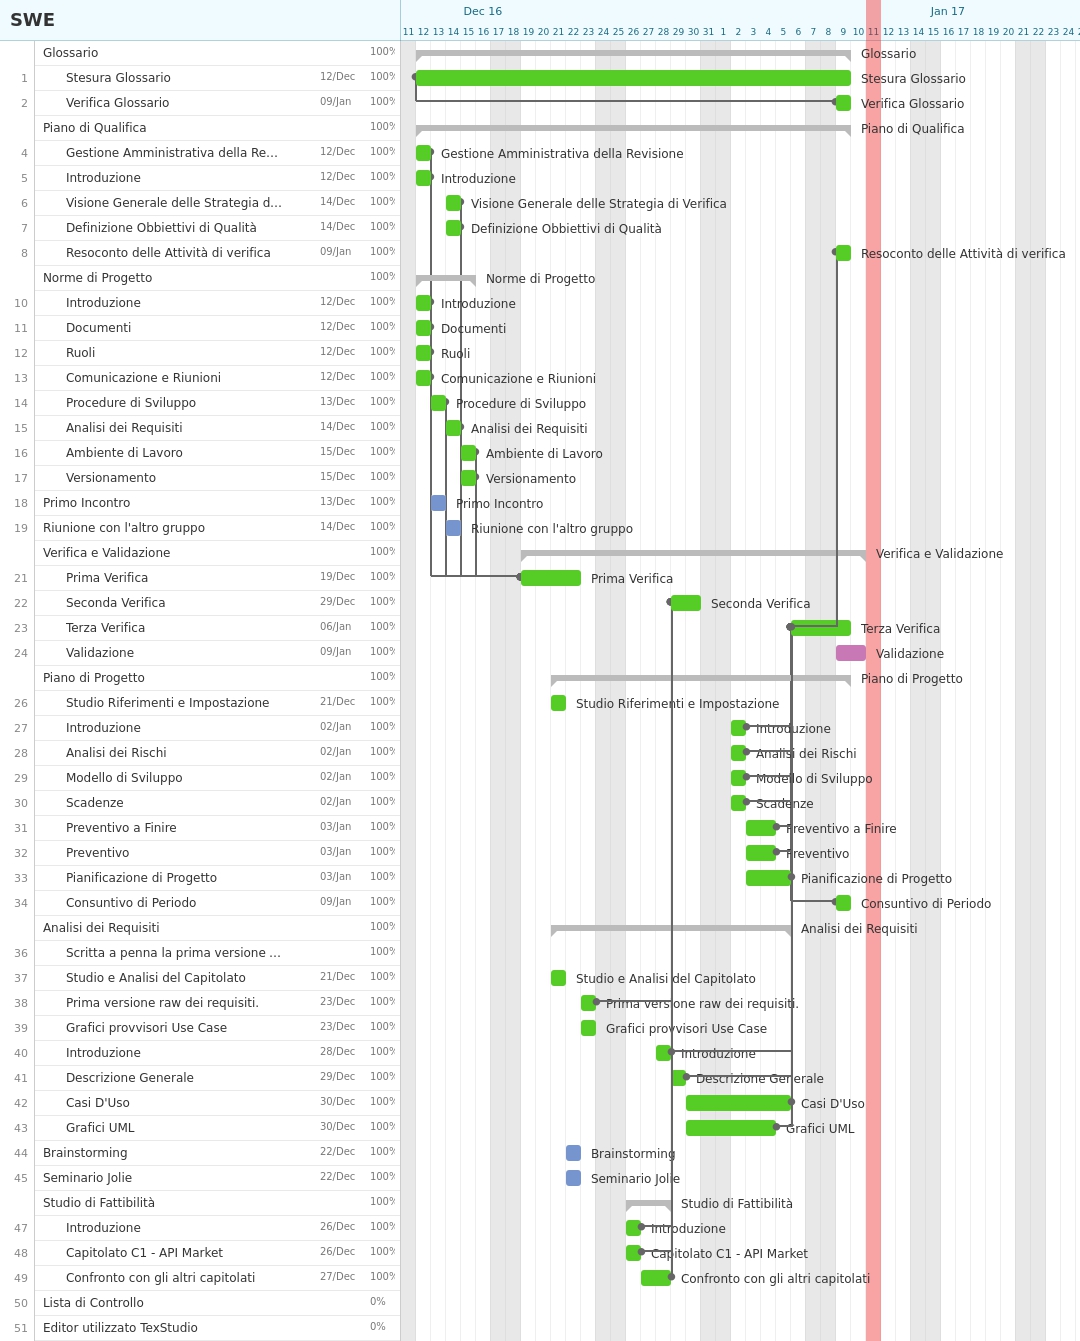 SWE
Dec 16 Jan 17
11 12 13 14 15 16 17 18 19 20 21 22 23 24 25 26 27 28 29 30 31 1 2 3 4 5 6 7 8 9 10 11 12 13 14 15 16 17 18 19 20 21 22 23 24
Glossario 100% Glossario
1 Stesura Glossario 12/Dec 100% Stesura Glossario
2 Verifica Glossario 09/Jan 100% Verifica Glossario
Piano di Qualifica 100% Piano di Qualifica
4 Gestione Amministrativa della Re... 12/Dec 100% Gestione Amministrativa della Revisione
5 Introduzione 12/Dec 100% Introduzione
6 Visione Generale delle Strategia d... 14/Dec 100% Visione Generale delle Strategia di Verifica
7 Definizione Obbiettivi di Qualità 14/Dec 100% Definizione Obbiettivi di Qualità
8 Resoconto delle Attività di verifica 09/Jan 100% Resoconto delle Attività di verifica
Norme di Progetto 100% Norme di Progetto
10 Introduzione 12/Dec 100% Introduzione
11 Documenti 12/Dec 100% Documenti
12 Ruoli 12/Dec 100% Ruoli
13 Comunicazione e Riunioni 12/Dec 100% Comunicazione e Riunioni
14 Procedure di Sviluppo 13/Dec 100% Procedure di Sviluppo
15 Analisi dei Requisiti 14/Dec 100% Analisi dei Requisiti
16 Ambiente di Lavoro 15/Dec 100% Ambiente di Lavoro
17 Versionamento 15/Dec 100% Versionamento
18 Primo Incontro 13/Dec 100% Primo Incontro
19 Riunione con l'altro gruppo 14/Dec 100% Riunione con l'altro gruppo
Verifica e Validazione 100% Verifica e Validazione
21 Prima Verifica 19/Dec 100% Prima Verifica
22 Seconda Verifica 29/Dec 100% Seconda Verifica
23 Terza Verifica 06/Jan 100% Terza Verifica
24 Validazione 09/Jan 100% Validazione
Piano di Progetto 100% Piano di Progetto
26 Studio Riferimenti e Impostazione 21/Dec 100% Studio Riferimenti e Impostazione
27 Introduzione 02/Jan 100% Introduzione
28 Analisi dei Rischi 02/Jan 100% Analisi dei Rischi
29 Modello di Sviluppo 02/Jan 100% Modello di Sviluppo
30 Scadenze 02/Jan 100% Scadenze
31 Preventivo a Finire 03/Jan 100% Preventivo a Finire
32 Preventivo 03/Jan 100% Preventivo
33 Pianificazione di Progetto 03/Jan 100% Pianificazione di Progetto
34 Consuntivo di Periodo 09/Jan 100% Consuntivo di Periodo
Analisi dei Requisiti 100% Analisi dei Requisiti
36 Scritta a penna la prima versione ... 100%
37 Studio e Analisi del Capitolato 21/Dec 100% Studio e Analisi del Capitolato
38 Prima versione raw dei requisiti. 23/Dec 100% Prima versione raw dei requisiti.
39 Grafici provvisori Use Case 23/Dec 100% Grafici provvisori Use Case
40 Introduzione 28/Dec 100% Introduzione
41 Descrizione Generale 29/Dec 100% Descrizione Generale
42 Casi D'Uso 30/Dec 100% Casi D'Uso
43 Grafici UML 30/Dec 100% Grafici UML
44 Brainstorming 22/Dec 100% Brainstorming
45 Seminario Jolie 22/Dec 100% Seminario Jolie
Studio di Fattibilità 100% Studio di Fattibilità
47 Introduzione 26/Dec 100% Introduzione
48 Capitolato C1 - API Market 26/Dec 100% Capitolato C1 - API Market
49 Confronto con gli altri capitolati 27/Dec 100% Confronto con gli altri capitolati
50 Lista di Controllo 0%
51 Editor utilizzato TexStudio 0%